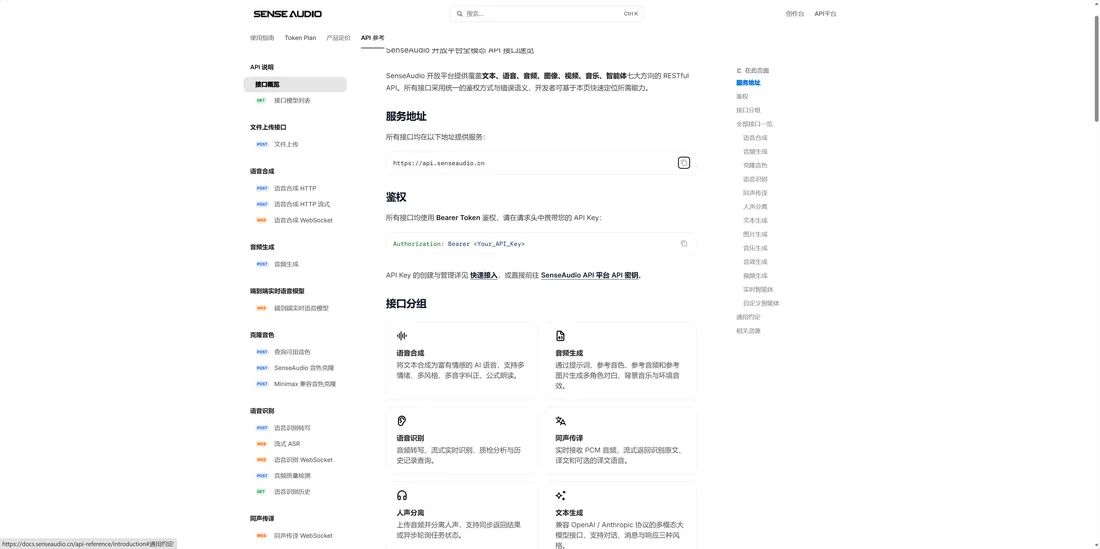 SENSE AUDIO
搜索...
Ctrl K
创作台
API平台
使用指南
Token Plan
产品定价
API 参考
API 说明
接口概览
GET 接口模型列表
文件上传接口
POST 文件上传
语音合成
POST 语音合成 HTTP
POST 语音合成 HTTP 流式
WSS 语音合成 WebSocket
音频生成
POST 音频生成
端到端实时语音模型
WSS 端到端实时语音模型
克隆音色
POST 查询可用音色
POST SenseAudio 音色克隆
POST Minimax 兼容音色克隆
语音识别
POST 语音识别转写
WSS 流式 ASR
WSS 语音识别 WebSocket
POST 音频质量检测
GET 语音识别历史
同声传译
WSS 同声传译 WebSocket
SenseAudio 开放平台全模态 API 接口速览
SenseAudio 开放平台提供覆盖文本、语音、音频、图像、视频、音乐、智能体七大方向的 RESTful
API。所有接口采用统一的鉴权方式与错误语义，开发者可基于本页快速定位所需能力。
服务地址
所有接口均在以下地址提供服务：
https://api.senseaudio.cn
鉴权
所有接口均使用 Bearer Token 鉴权，请在请求头中携带您的 API Key：
Authorization: Bearer <Your_API_Key>
API Key 的创建与管理详见 快速接入，或直接前往 SenseAudio API 平台 API 密钥。
接口分组
语音合成
将文本合成为富有情感的 AI 语音，支持多
情绪、多风格、多音字纠正、公式朗读。
音频生成
通过提示词、参考音色、参考音频和参考
图片生成多角色对白、背景音乐与环境音
效。
语音识别
音频转写、流式实时识别、质检分析与历
史记录查询。
同声传译
实时接收 PCM 音频，流式返回识别原文、
译文和可选的译文语音。
人声分离
上传音频并分离人声，支持同步返回结果
或异步轮询任务状态。
文本生成
兼容 OpenAI / Anthropic 协议的多模态大
模型接口，支持对话、消息与响应三种风
格。
在此页面
服务地址
鉴权
接口分组
全部接口一览
语音合成
音频生成
克隆音色
语音识别
同声传译
人声分离
文本生成
图片生成
音乐生成
音效生成
视频生成
实时智能体
自定义智能体
通用约定
相关资源
https://docs.senseaudio.cn/api-reference/introduction#通用约定